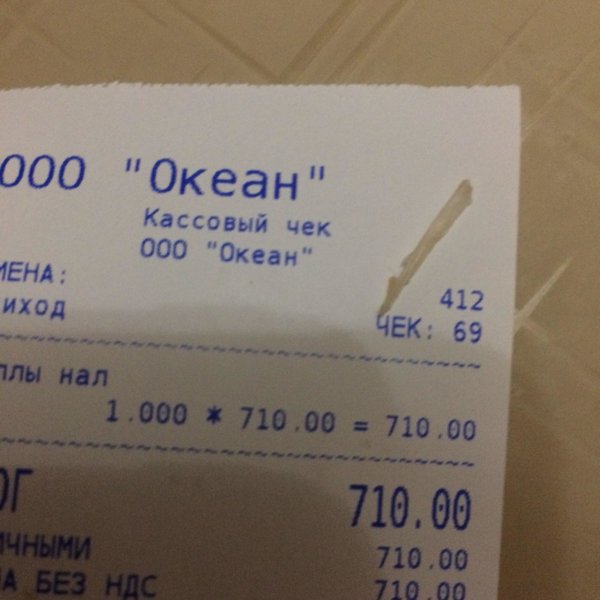 ООО "Океан"
Кассовый чек
ООО "Океан"
МЕНА: 412
иход ЧЕК: 69
ллы нал
1.000 * 710.00 = 710.00
ОГ 710.00
ИЧНЫМИ 710.00
А БЕЗ НДС 710.00